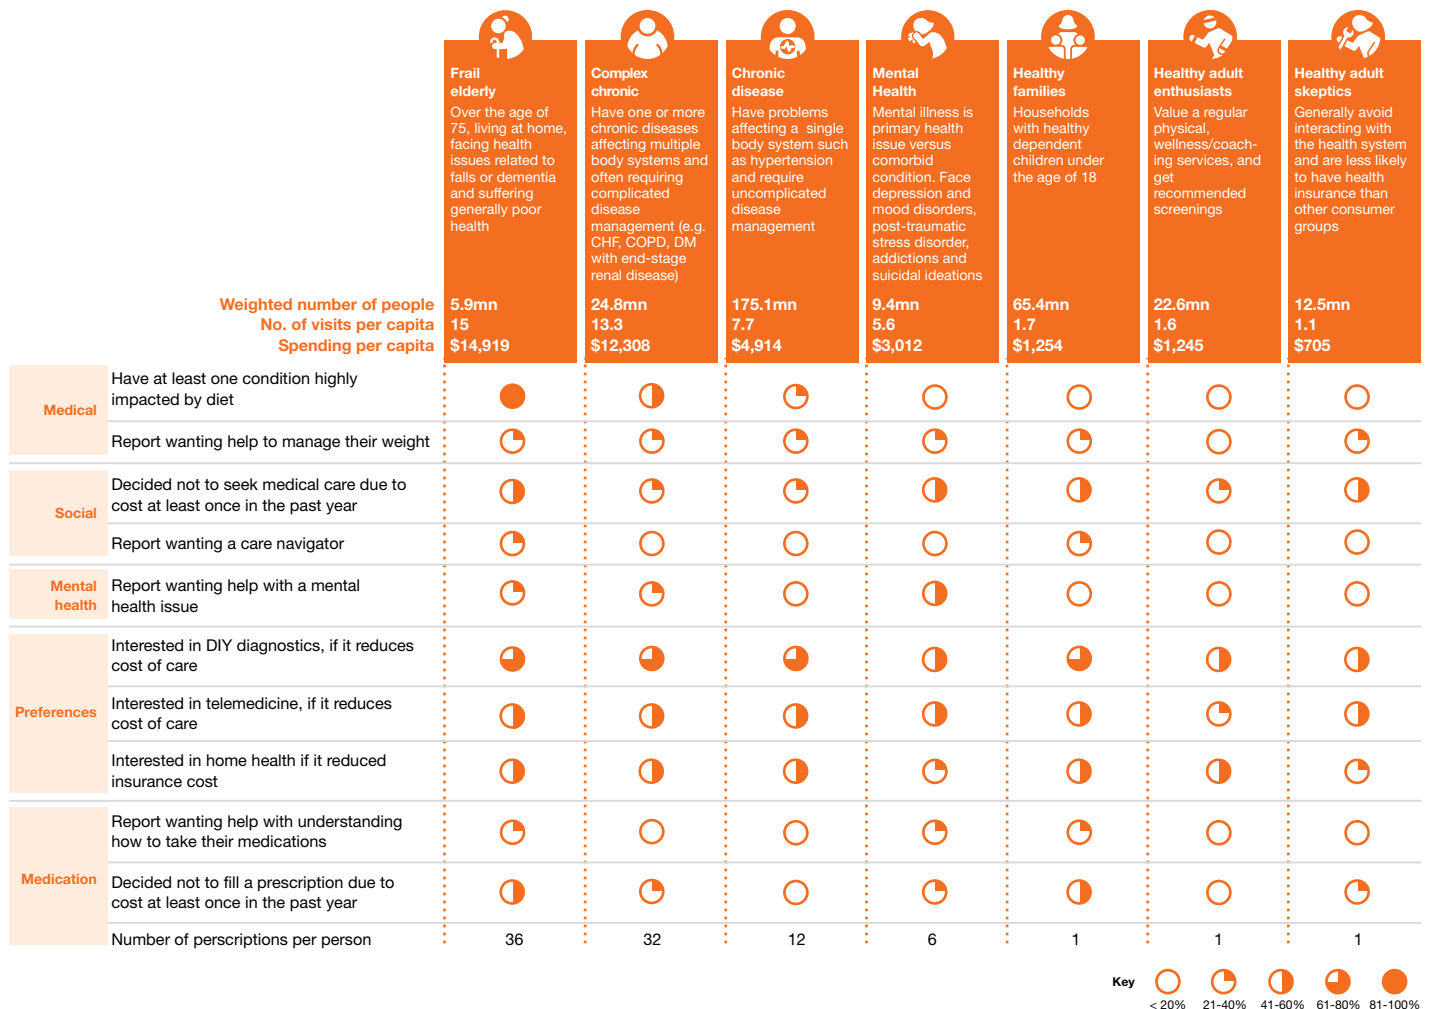 Frail
elderly
Over the age of
75, living at home,
facing health
issues related to
falls or dementia
and suffering
generally poor
health
Complex
chronic
Have one or more
chronic diseases
affecting multiple
body systems and
often requiring
complicated
disease
management (e.g.
CHF, COPD, DM
with end-stage
renal disease)
Chronic
disease
Have problems
affecting a single
body system such
as hypertension
and require
uncomplicated
disease
management
Mental
Health
Mental illness is
primary health
issue versus
comorbid
condition. Face
depression and
mood disorders,
post-traumatic
stress disorder,
addictions and
suicidal ideations
Healthy
families
Households
with healthy
dependent
children under
the age of 18
Healthy adult
enthusiasts
Value a regular
physical,
wellness/coach-
ing services, and
get
recommended
screenings
Healthy adult
skeptics
Generally avoid
interacting with
the health system
and are less likely
to have health
insurance than
other consumer
groups
Weighted number of people 5.9mn 24.8mn 175.1mn 9.4mn 65.4mn 22.6mn 12.5mn
No. of visits per capita 15 13.3 7.7 5.6 1.7 1.6 1.1
Spending per capita $14,919 $12,308 $4,914 $3,012 $1,254 $1,245 $705
Medical
Have at least one condition highly
impacted by diet
Report wanting help to manage their weight
Social
Decided not to seek medical care due to
cost at least once in the past year
Report wanting a care navigator
Mental
health
Report wanting help with a mental
health issue
Preferences
Interested in DIY diagnostics, if it reduces
cost of care
Interested in telemedicine, if it reduces
cost of care
Interested in home health if it reduced
insurance cost
Medication
Report wanting help with understanding
how to take their medications
Decided not to fill a prescription due to
cost at least once in the past year
Number of perscriptions per person 36 32 12 6 1 1 1
Key
< 20% 21-40% 41-60% 61-80% 81-100%